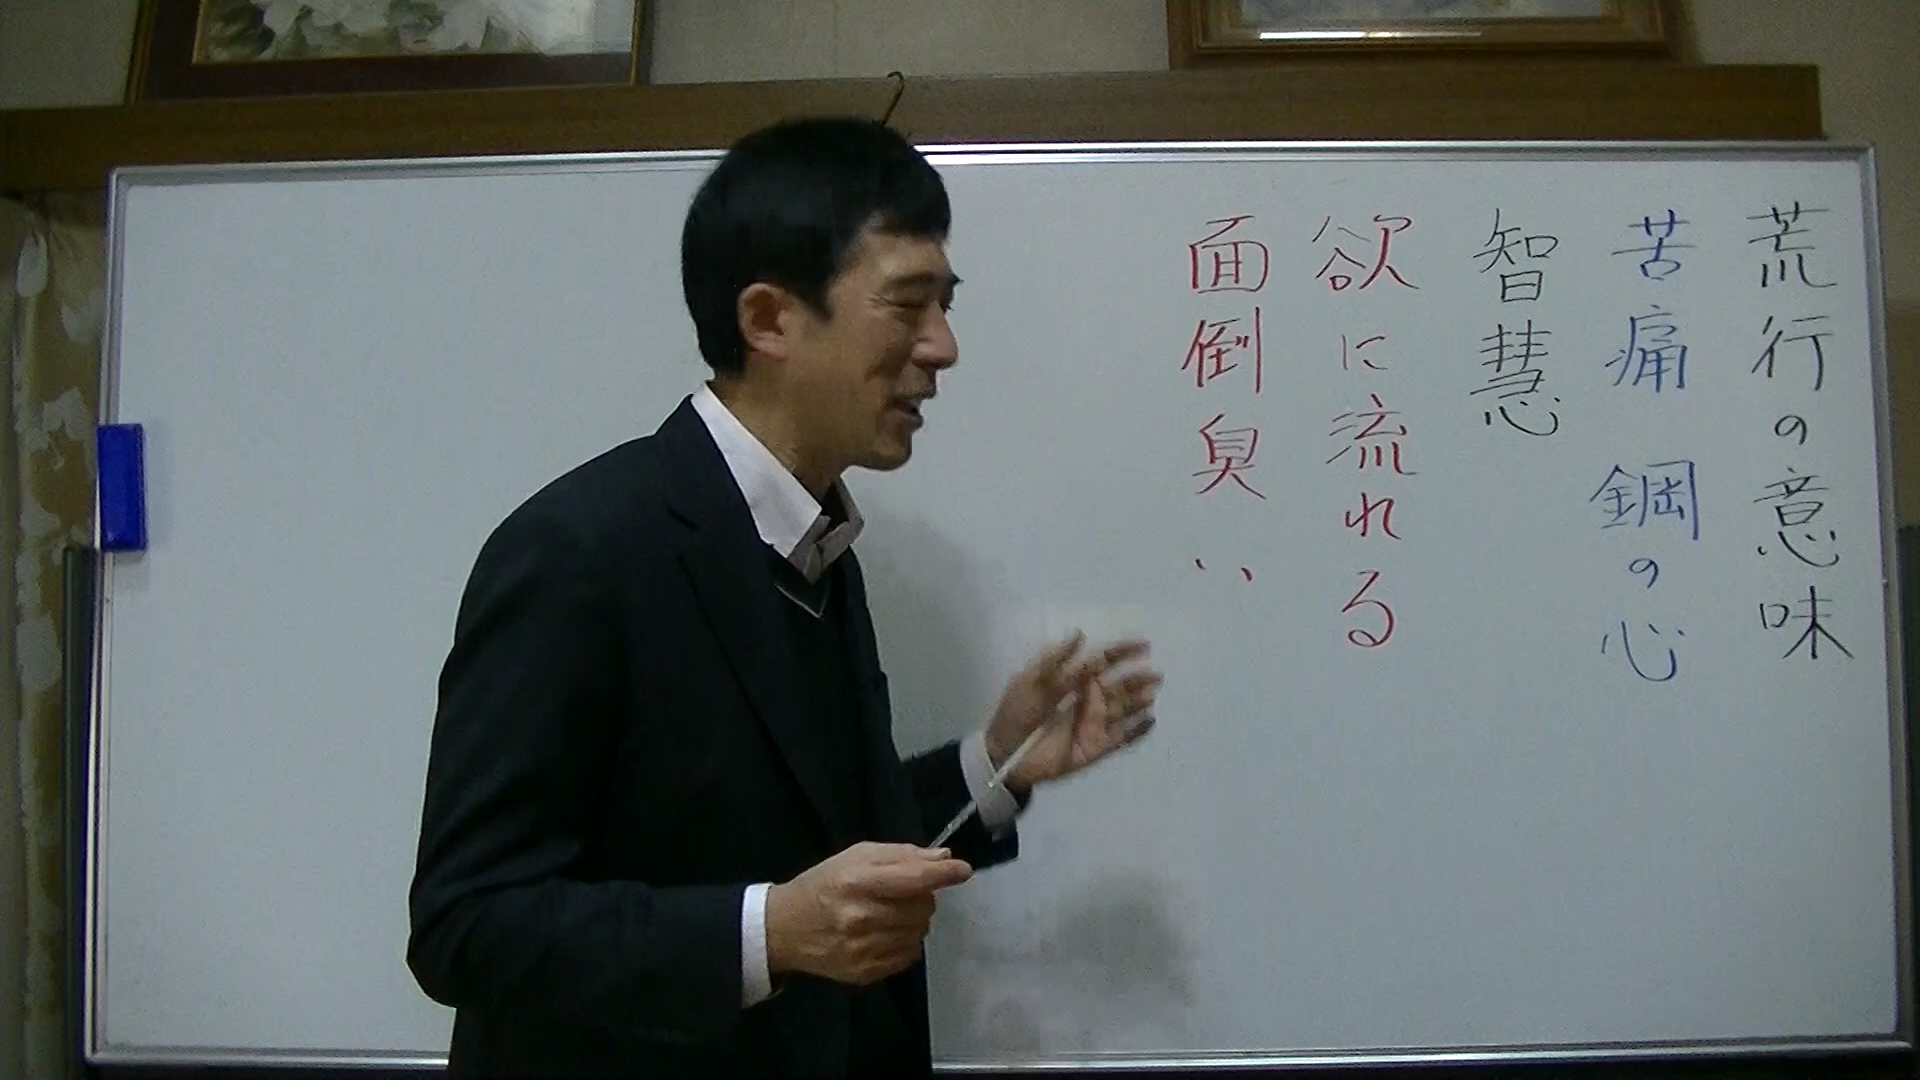 荒行の意味
苦痛 鋼の心
智慧
欲に流れる
面倒臭い